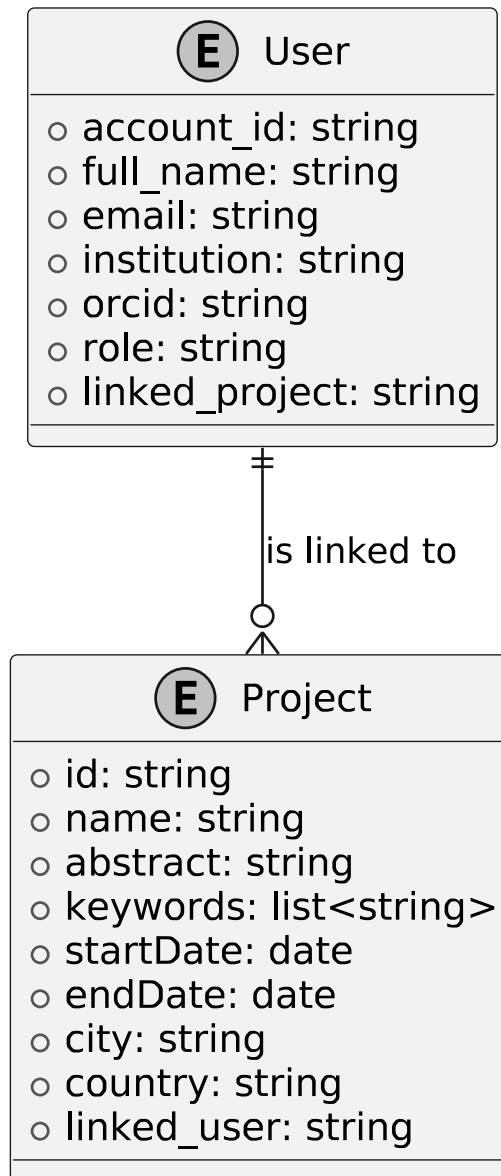 E User
account_id: string
full_name: string
email: string
institution: string
orcid: string
role: string
linked_project: string
is linked to
E Project
id: string
name: string
abstract: string
keywords: list<string>
startDate: date
endDate: date
city: string
country: string
linked_user: string